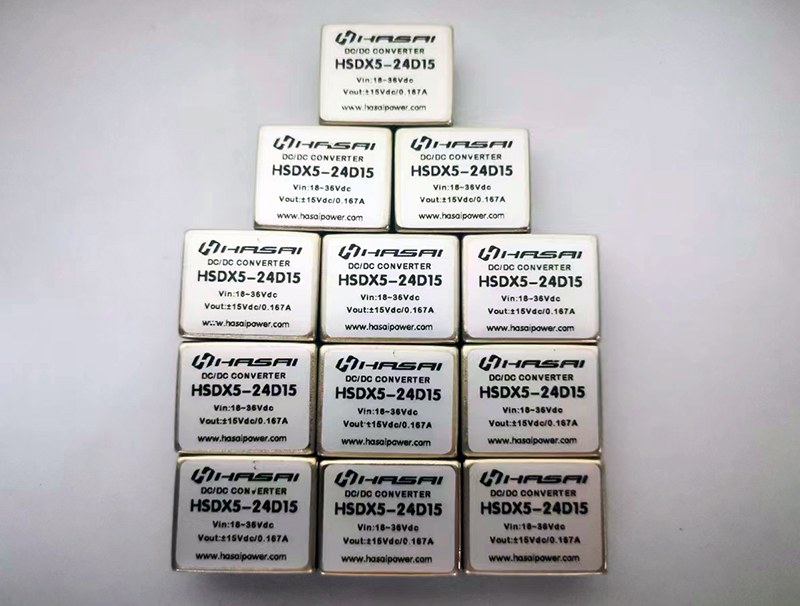 HASAI
DC/DC CONVERTER
HSDX5-24D15
Vin:18-36Vdc
Vout:±15Vdc/0.167A
www.hasaipower.com
HASAI
DC/DC CONVERTER
HSDX5-24D15
Vin:18-36Vdc
Vout:±15Vdc/0.167A
www.hasaipower.com
HASAI
DC/DC CONVERTER
HSDX5-24D15
Vin:18-36Vdc
Vout:±15Vdc/0.167A
www.hasaipower.com
HASAI
DC/DC CONVERTER
HSDX5-24D15
Vin:18-36Vdc
Vout:±15Vdc/0.167A
www.hasaipower.com
HASAI
DC/DC CONVERTER
HSDX5-24D15
Vin:18-36Vdc
Vout:±15Vdc/0.167A
www.hasaipower.com
HASAI
DC/DC CONVERTER
HSDX5-24D15
Vin:18-36Vdc
Vout:±15Vdc/0.167A
www.hasaipower.com
HASAI
DC/DC CONVERTER
HSDX5-24D15
Vin:18-36Vdc
Vout:±15Vdc/0.167A
www.hasaipower.com
HASAI
DC/DC CONVERTER
HSDX5-24D15
Vin:18-36Vdc
Vout:±15Vdc/0.167A
www.hasaipower.com
HASAI
DC/DC CONVERTER
HSDX5-24D15
Vin:18-36Vdc
Vout:±15Vdc/0.167A
www.hasaipower.com
HASAI
DC/DC CONVERTER
HSDX5-24D15
Vin:18-36Vdc
Vout:±15Vdc/0.167A
www.hasaipower.com
HASAI
DC/DC CONVERTER
HSDX5-24D15
Vin:18-36Vdc
Vout:±15Vdc/0.167A
www.hasaipower.com
HASAI
DC/DC CONVERTER
HSDX5-24D15
Vin:18-36Vdc
Vout:±15Vdc/0.167A
www.hasaipower.com